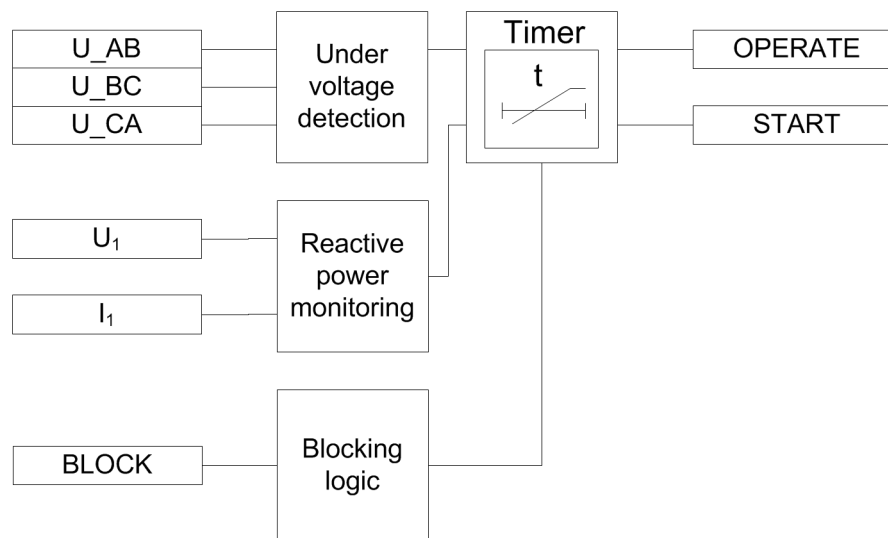 U_AB
U_BC
U_CA
Under
voltage
detection
Timer
t
OPERATE
START
U₁
I₁
Reactive
power
monitoring
BLOCK
Blocking
logic